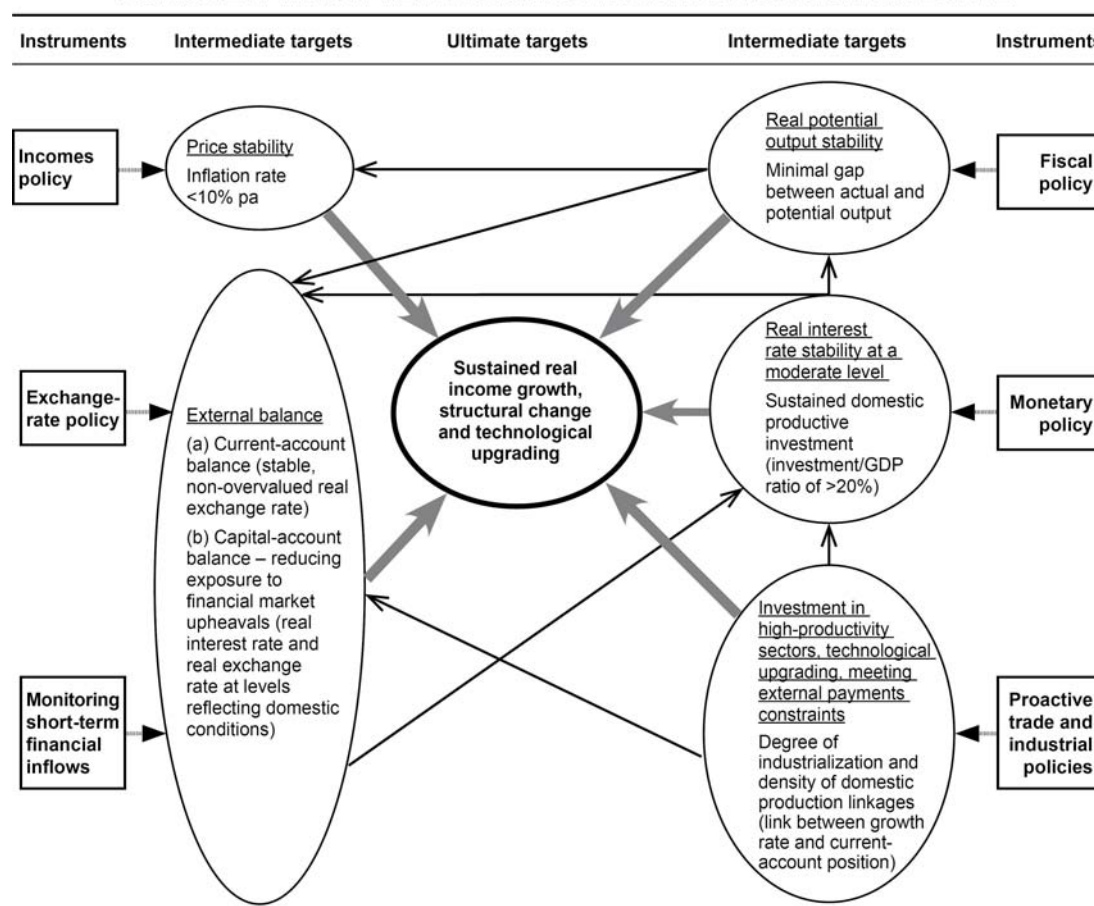 Instruments
Intermediate targets
Ultimate targets
Intermediate targets
Instruments
Incomes
policy
Price stability
Inflation rate
<10% pa
Real potential
output stability
Minimal gap
between actual and
potential output
Fiscal
policy
Exchange-
rate policy
External balance
(a) Current-account
balance (stable,
non-overvalued real
exchange rate)
(b) Capital-account
balance – reducing
exposure to
financial market
upheavals (real
interest rate and
real exchange
rate at levels
reflecting domestic
conditions)
Sustained real
income growth,
structural change
and technological
upgrading
Real interest
rate stability at a
moderate level
Sustained domestic
productive
investment
(investment/GDP
ratio of >20%)
Monetary
policy
Monitoring
short-term
financial
inflows
Investment in
high-productivity
sectors, technological
upgrading, meeting
external payments
constraints
Degree of
industrialization and
density of domestic
production linkages
(link between growth
rate and current-
account position)
Proactive
trade and
industrial
policies